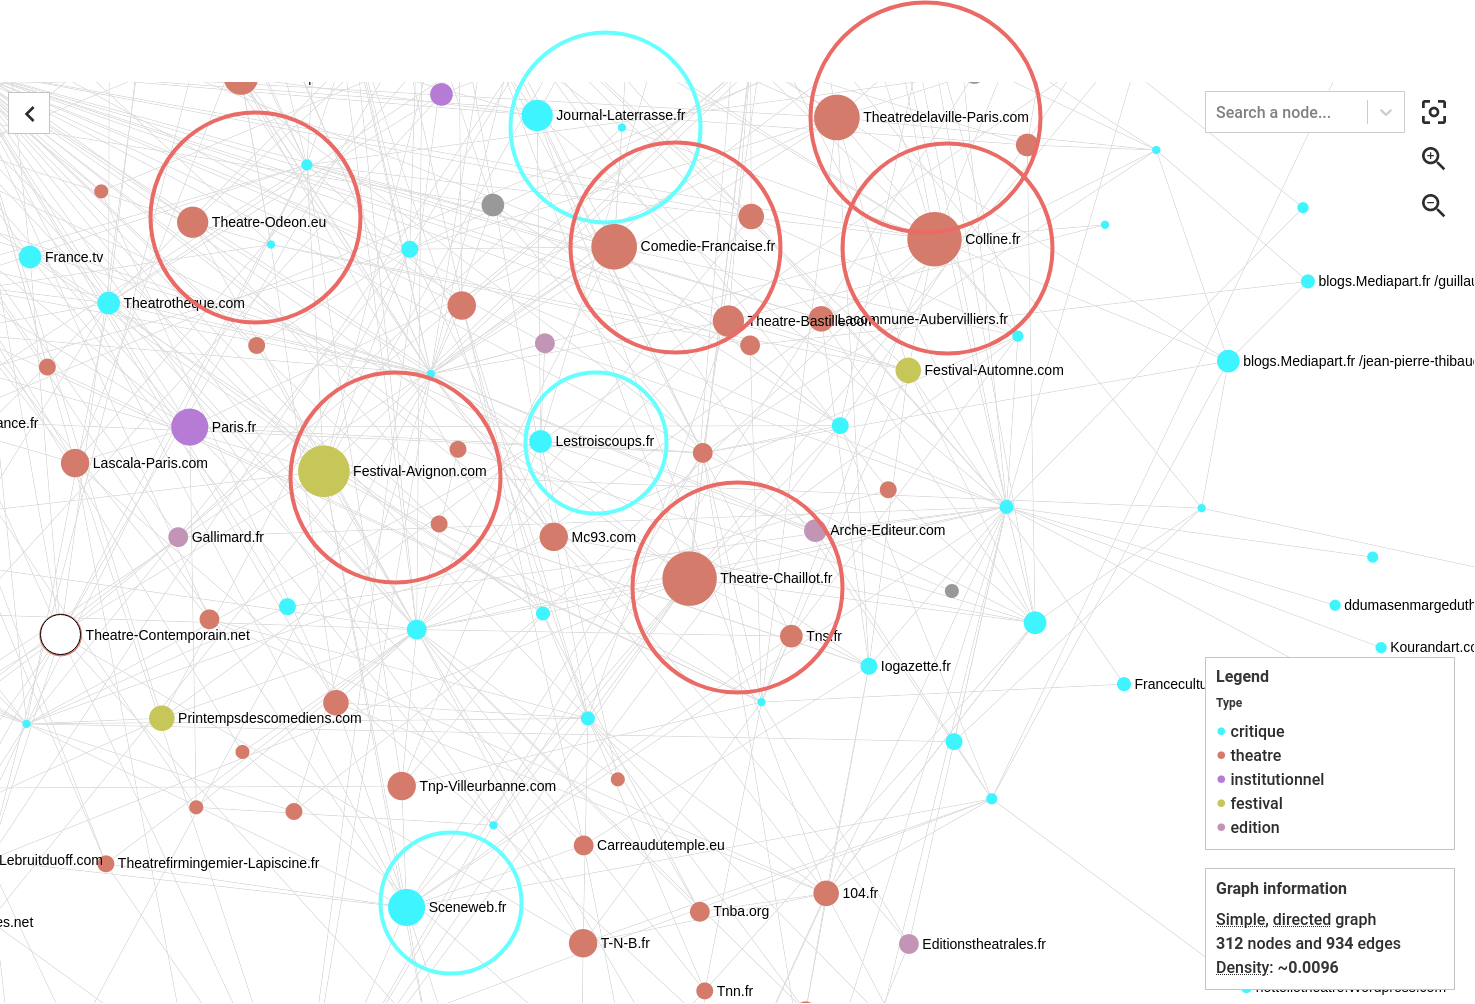 Journal-Laterrasse.fr
Theatredelaville-Paris.com
Search a node...
Theatre-Odeon.eu
Comedie-Francaise.fr
Colline.fr
France.tv
blogs.Mediapart.fr /guillau
Theatrotheque.com
Theatre-Bastille.com
Lacommune-Aubervilliers.fr
blogs.Mediapart.fr /jean-pierre-thibaud
Festival-Automne.com
ance.fr
Paris.fr
Lestroiscoups.fr
Lascala-Paris.com
Festival-Avignon.com
Gallimard.fr
Mc93.com
Arche-Editeur.com
Theatre-Chaillot.fr
ddumasenmargeduth
Theatre-Contemporain.net
Tns.fr
Kourandart.co
Iogazette.fr
Francecultu
Printempsdescomediens.com
Legend
Type
critique
theatre
institutionnel
festival
edition
Tnp-Villeurbanne.com
Carreaudutemple.eu
Lebruitduoff.com
Theatrefirmingemier-Lapiscine.fr
Graph information
Simple, directed graph
312 nodes and 934 edges
Density: ~0.0096
104.fr
Sceneweb.fr
Tnba.org
es.net
T-N-B.fr
Editionstheatrales.fr
Tnn.fr